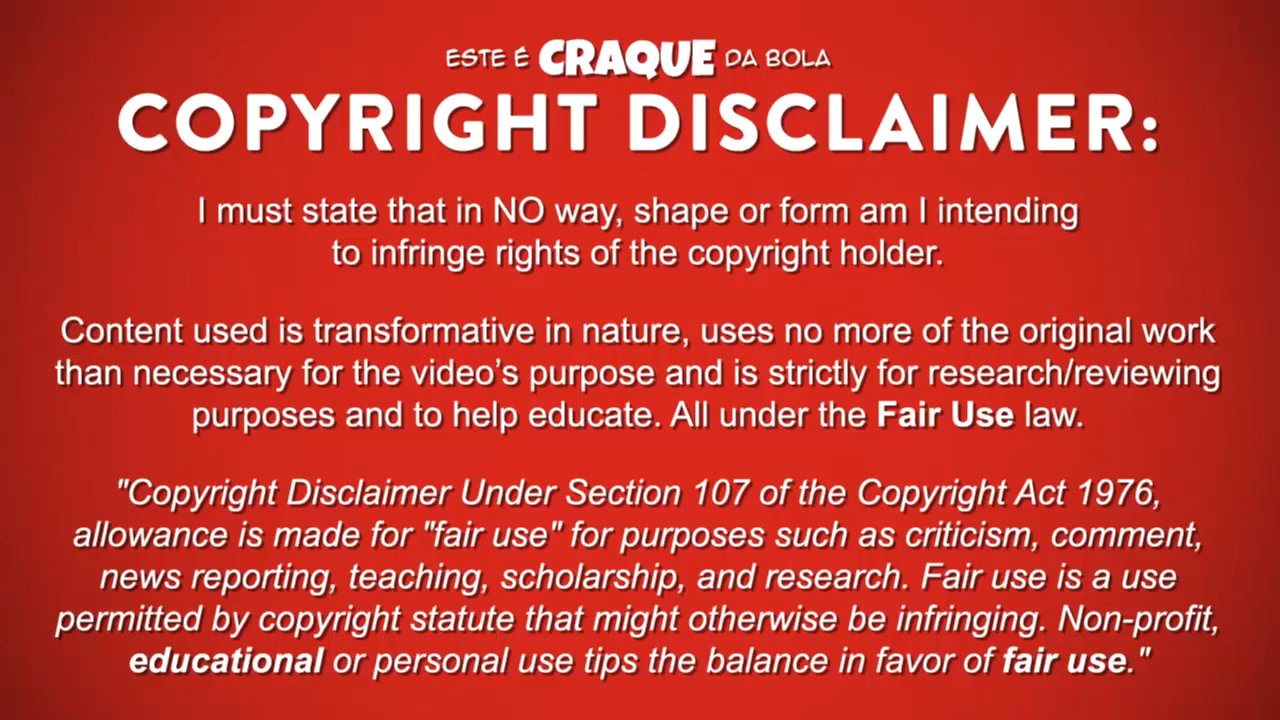 ESTE É CRAQUE DA BOLA
COPYRIGHT DISCLAIMER:
I must state that in NO way, shape or form am I intending
to infringe rights of the copyright holder.
Content used is transformative in nature, uses no more of the original work
than necessary for the video’s purpose and is strictly for research/reviewing
purposes and to help educate. All under the Fair Use law.
"Copyright Disclaimer Under Section 107 of the Copyright Act 1976,
allowance is made for "fair use" for purposes such as criticism, comment,
news reporting, teaching, scholarship, and research. Fair use is a use
permitted by copyright statute that might otherwise be infringing. Non-profit,
educational or personal use tips the balance in favor of fair use."